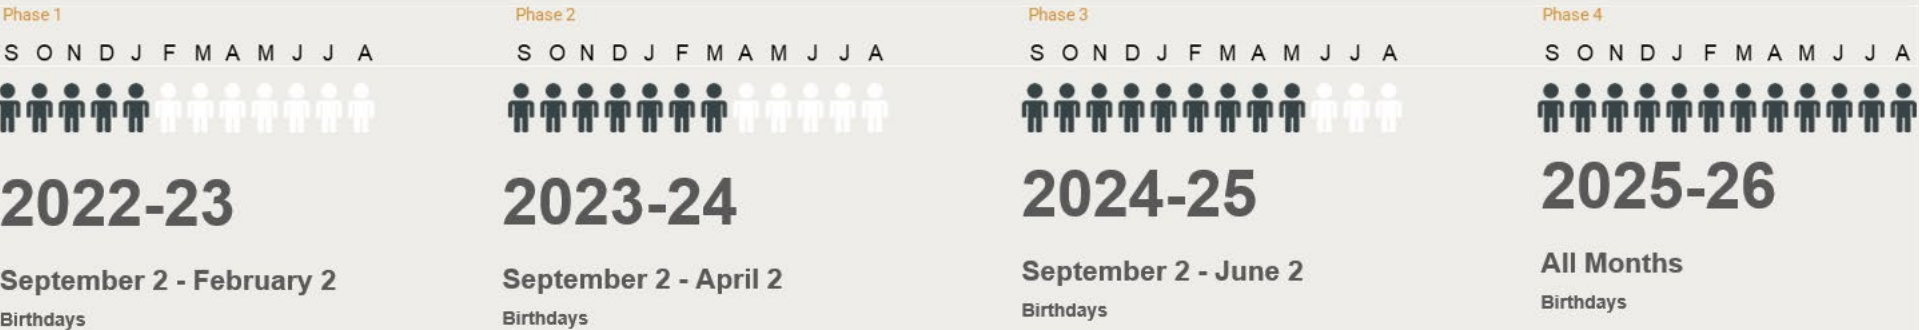 Phase 1
S O N D J F M A M J J A
2022-23
September 2 - February 2
Birthdays
Phase 2
S O N D J F M A M J J A
2023-24
September 2 - April 2
Birthdays
Phase 3
S O N D J F M A M J J A
2024-25
September 2 - June 2
Birthdays
Phase 4
S O N D J F M A M J J A
2025-26
All Months
Birthdays